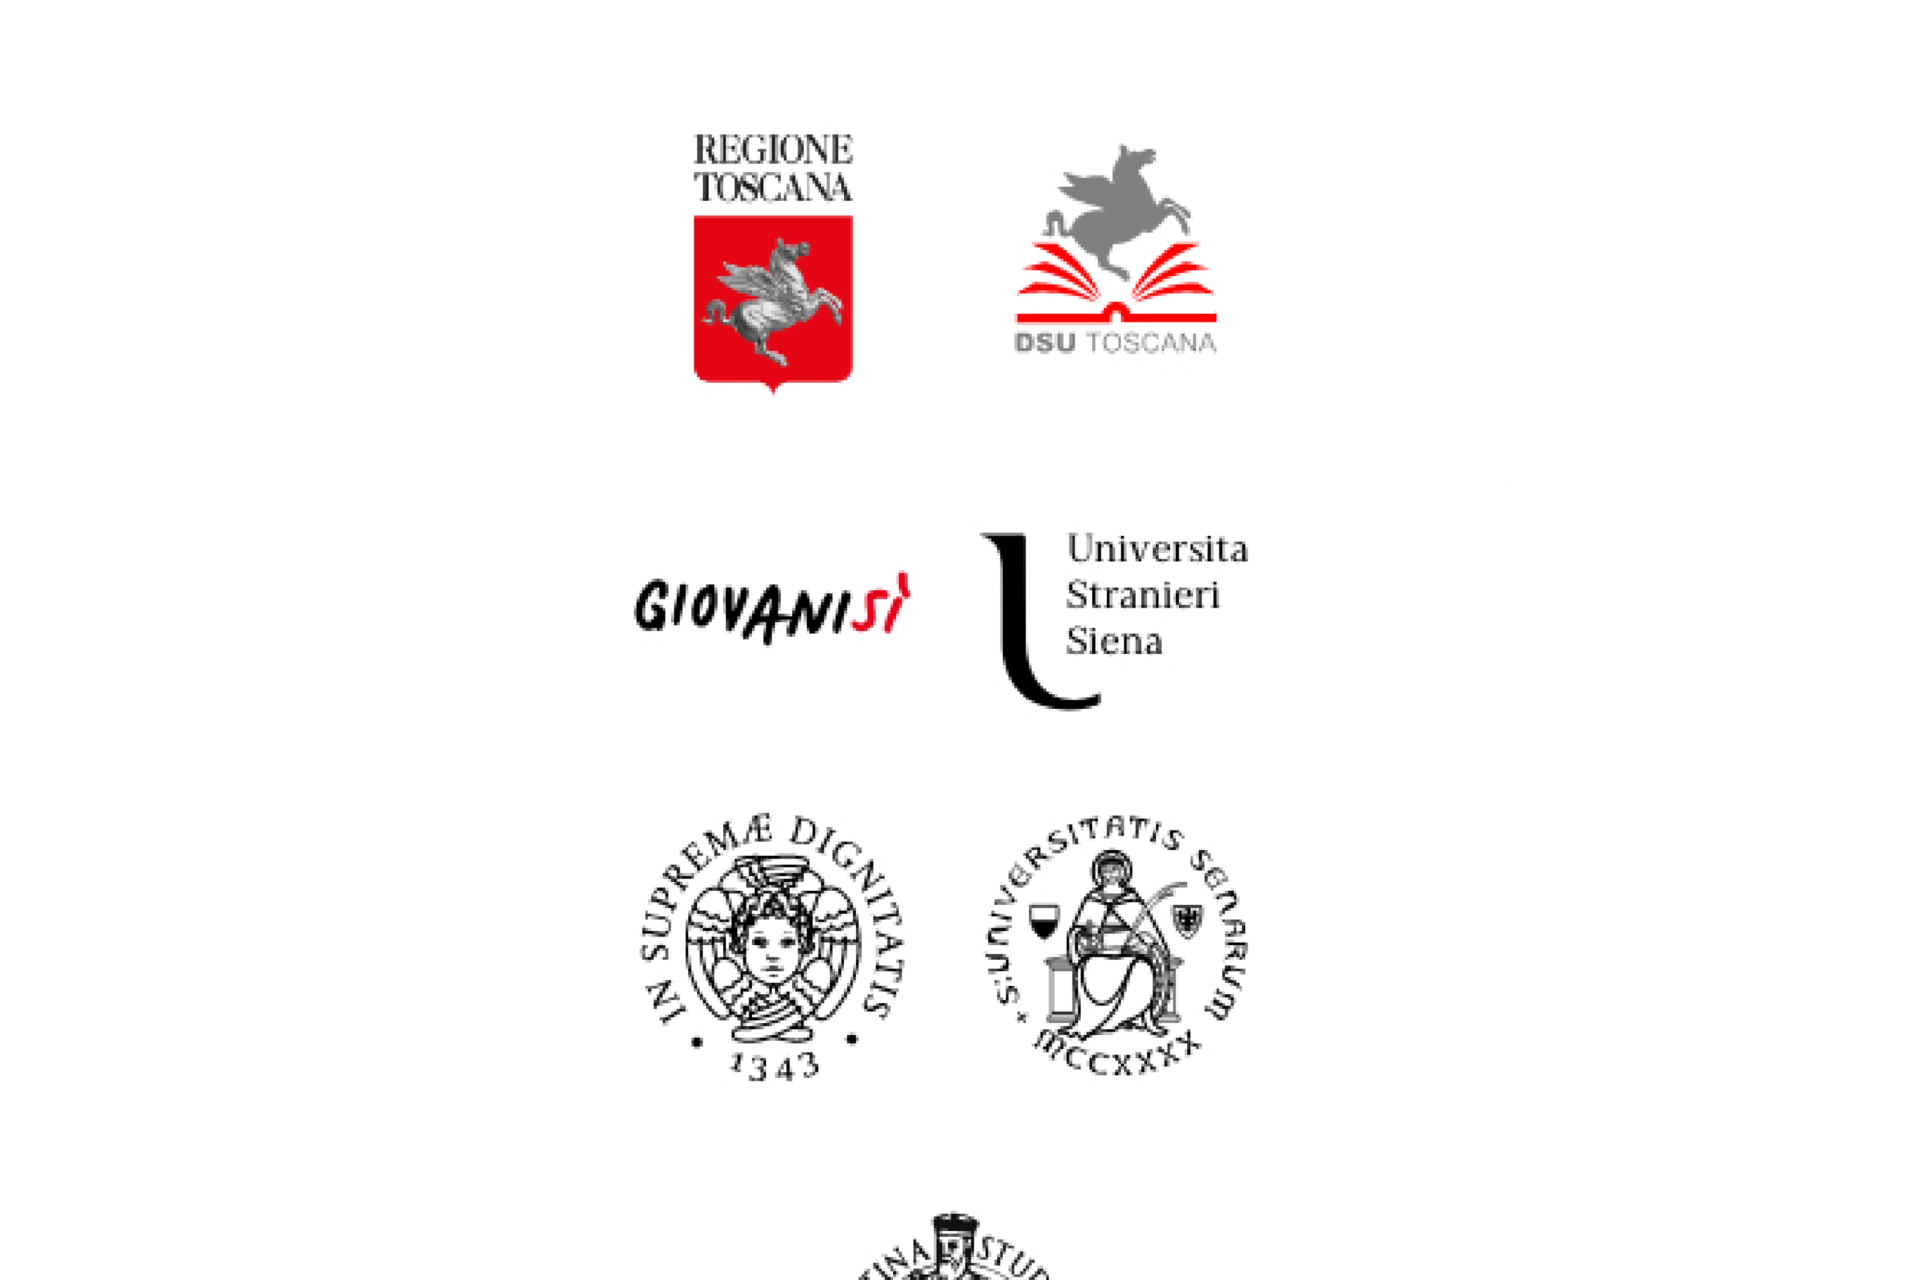 REGIONE
TOSCANA
DSU TOSCANA
GIOVANISÌ
Universita
Stranieri
Siena
IN SUPREMÆ DIGNITATIS
• 1343 •
S:UNIVERSITATIS SENARUM
MCCXXXX